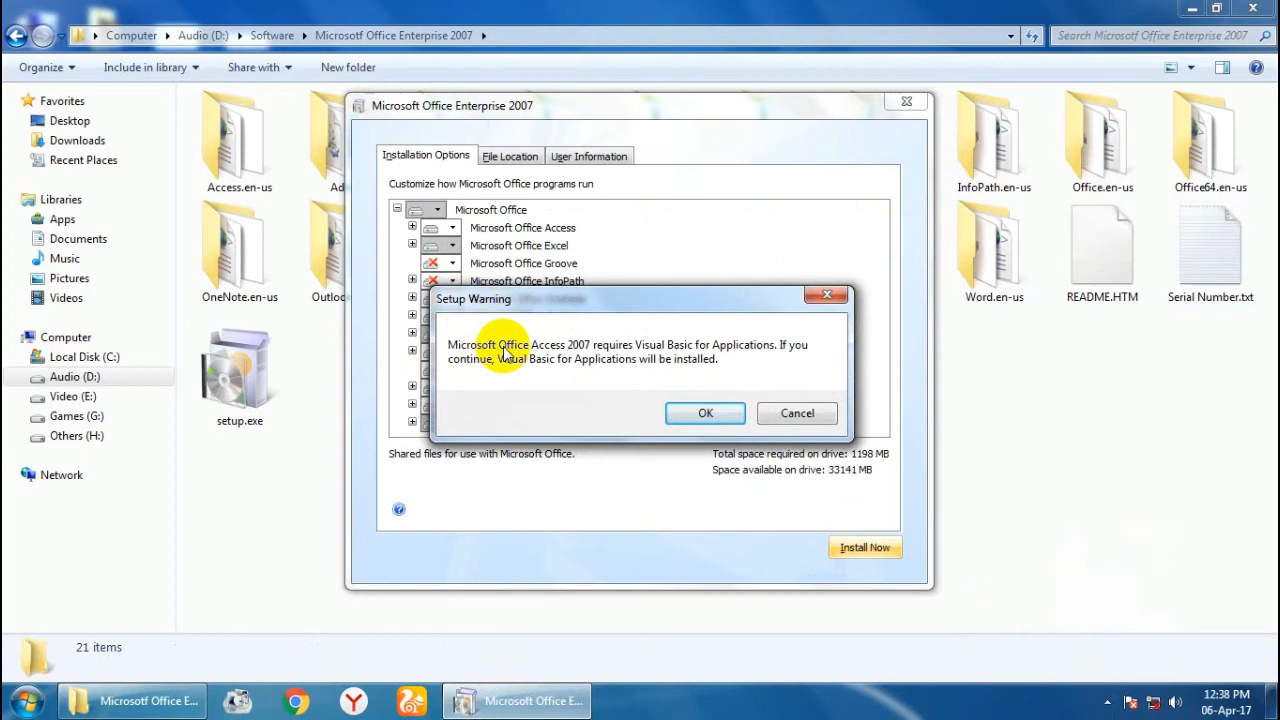 Computer Audio (D:) Software Microsotf Office Enterprise 2007
Search Microsotf Office Enterprise 2007
Organize Include in library Share with New folder
Favorites
Desktop
Downloads
Recent Places
Libraries
Apps
Documents
Music
Pictures
Videos
Computer
Local Disk (C:)
Audio (D:)
Video (E:)
Games (G:)
Others (H:)
Network
Access.en-us
Ad
InfoPath.en-us
Office.en-us
Office64.en-us
OneNote.en-us
Outloo
Word.en-us
README.HTM
Serial Number.txt
setup.exe
Microsoft Office Enterprise 2007
Installation Options
File Location
User Information
Customize how Microsoft Office programs run
Microsoft Office
Microsoft Office Access
Microsoft Office Excel
Microsoft Office Groove
Microsoft Office InfoPath
Setup Warning
Microsoft Office Access 2007 requires Visual Basic for Applications. If you
continue, Visual Basic for Applications will be installed.
OK
Cancel
Shared files for use with Microsoft Office.
Total space required on drive: 1198 MB
Space available on drive: 33141 MB
Install Now
21 items
Microsotf Office E...
Microsoft Office E...
12:38 PM
06-Apr-17